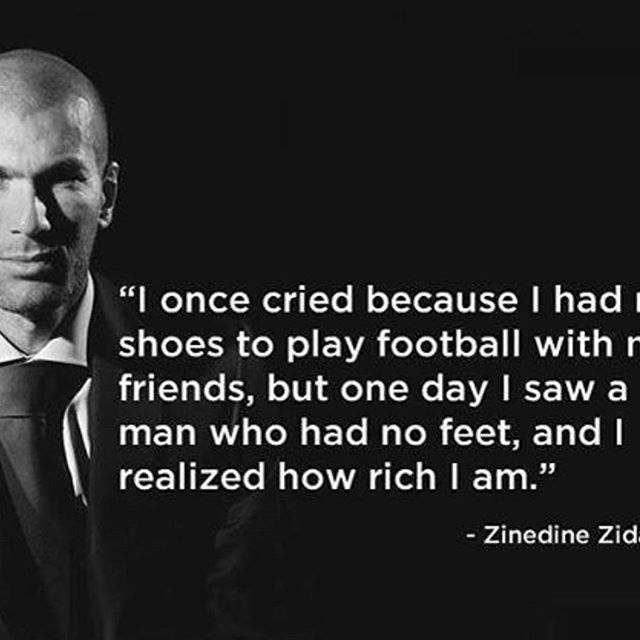 “I once cried because I had
shoes to play football with
friends, but one day I saw a
man who had no feet, and I
realized how rich I am.”
- Zinedine Zida